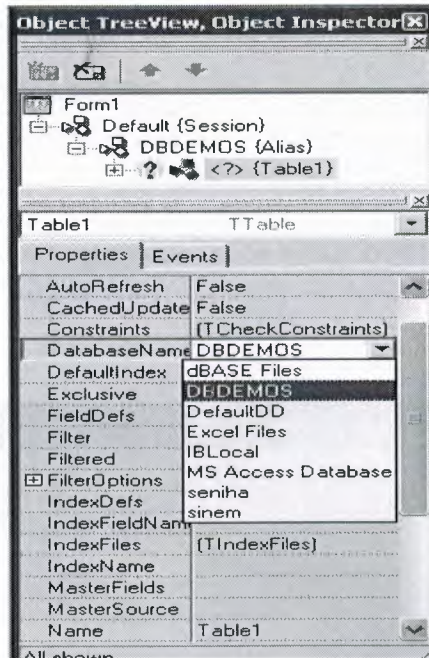 Object TreeView, Object Inspector
Form1
Default {Session}
DBDEMOS {Alias}
<?> {Table1}
Table1 TTable
Properties Events
AutoRefresh False
CachedUpdate False
Constraints (TCheckConstraints)
DatabaseName DBDEMOS
DefaultIndex dBASE Files
Exclusive DBDEMOS
FieldDefs DefaultDD
Filter Excel Files
Filtered IBLocal
FilterOptions MS Access Database
IndexDefs seniha
IndexFieldNam sinem
IndexFiles (TIndexFiles)
IndexName
MasterFields
MasterSource
Name Table1
All shown